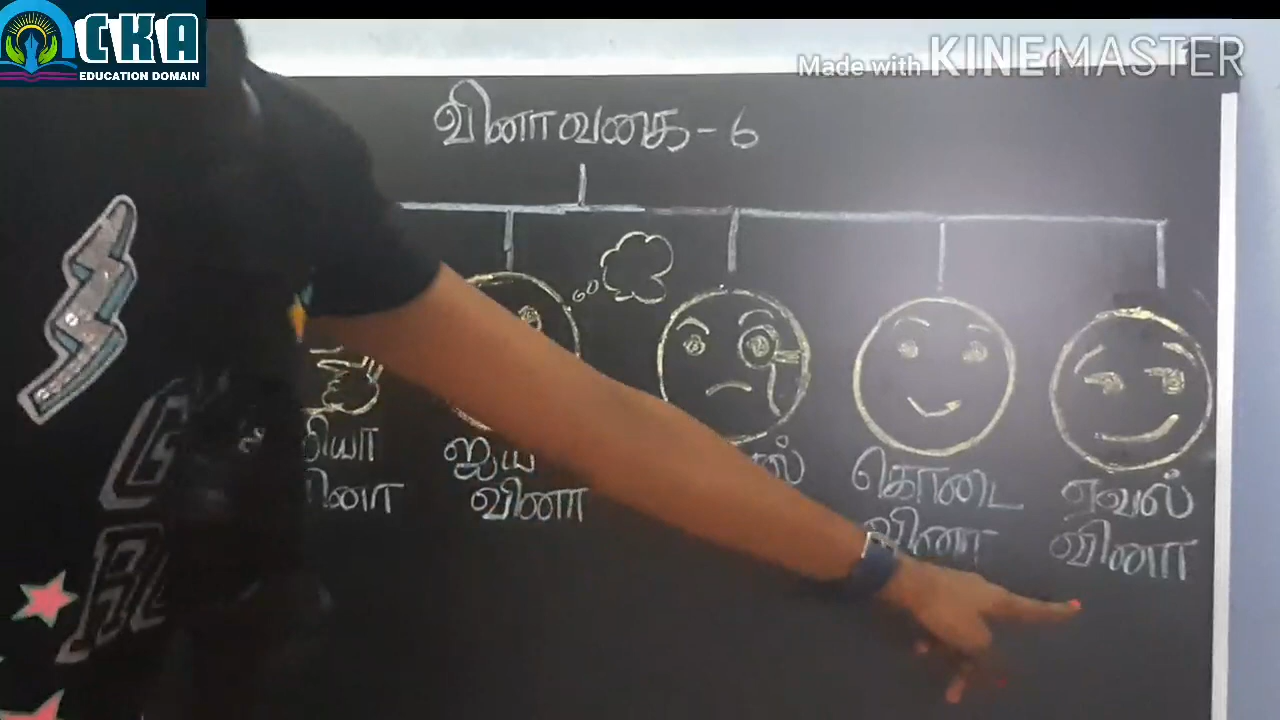 CKA
EDUCATION DOMAIN
Made with KINEMASTER
வினா வகை - 6
ஐய
வினா
கொடை
வினா
ஏவல்
வினா